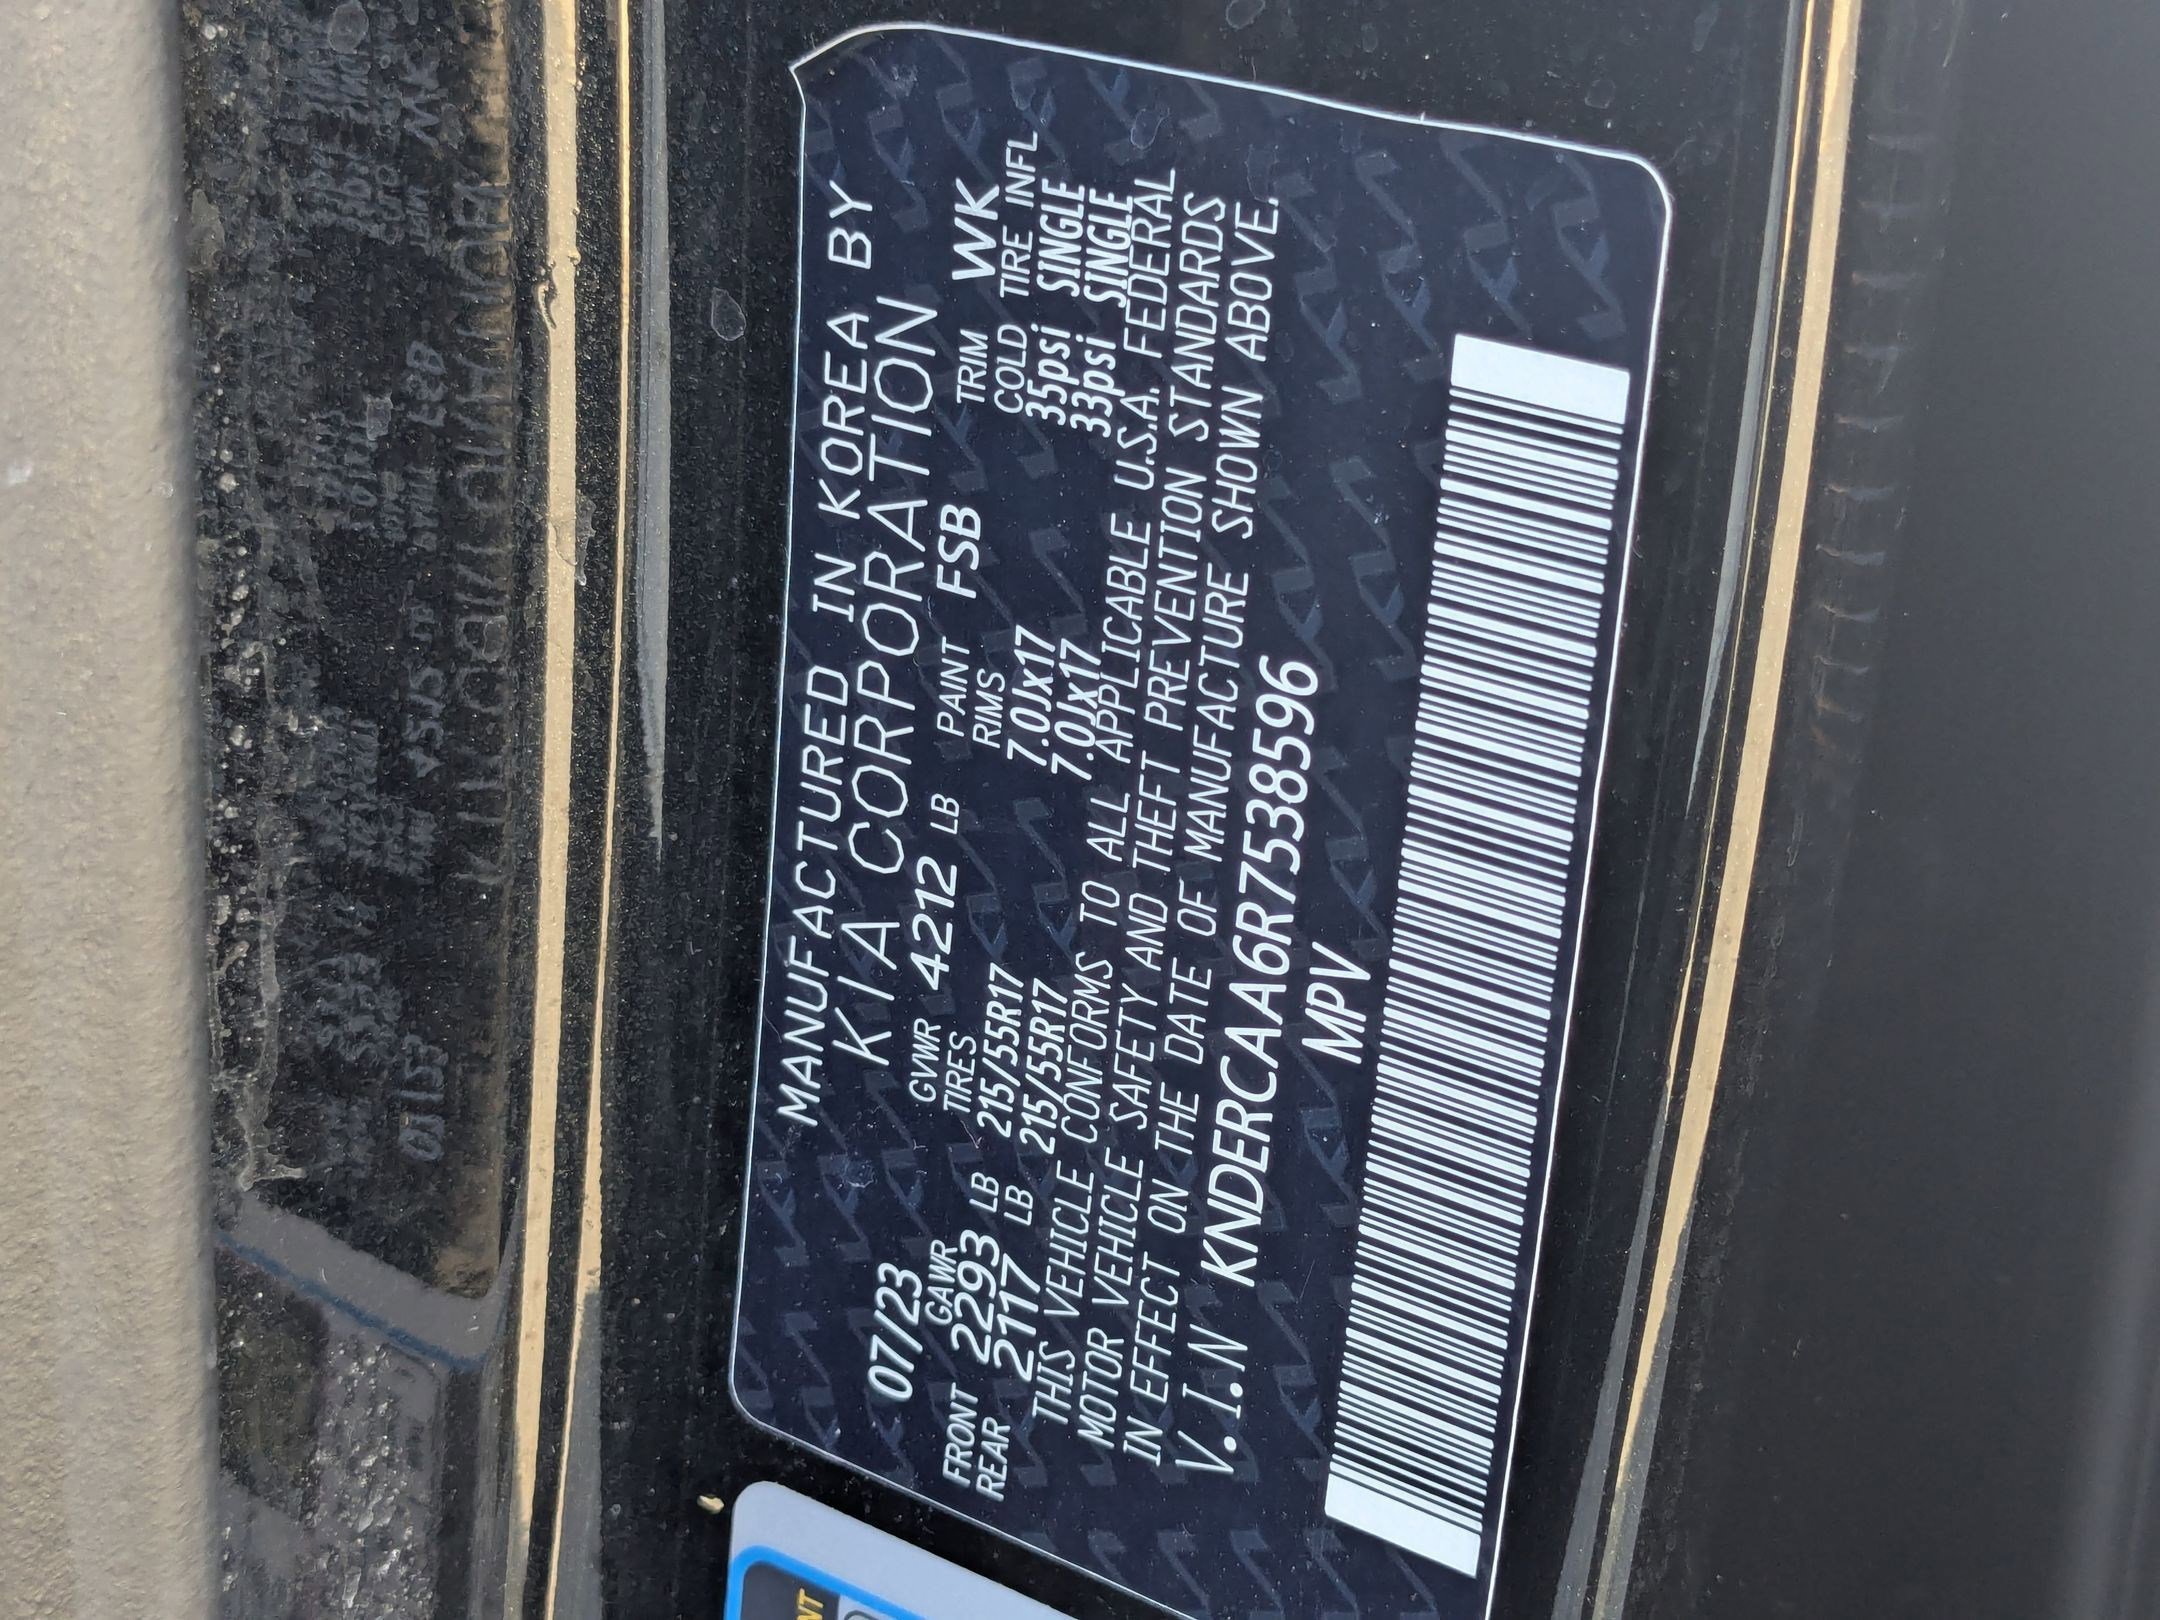 MANUFACTURED IN KOREA BY
KIA CORPORATION
07/23 GVWR 4212 LB PAINT FSB TRIM WK
GAWR TIRES RIMS COLD TIRE INFL
FRONT 2293 LB 215/55R17 7.0Jx17 35psi SINGLE
REAR 2117 LB 215/55R17 7.0Jx17 33psi SINGLE
THIS VEHICLE CONFORMS TO ALL APPLICABLE U.S.A. FEDERAL
MOTOR VEHICLE SAFETY AND THEFT PREVENTION STANDARDS
IN EFFECT ON THE DATE OF MANUFACTURE SHOWN ABOVE.
V.I.N KNDERCAA6R7538596
MPV